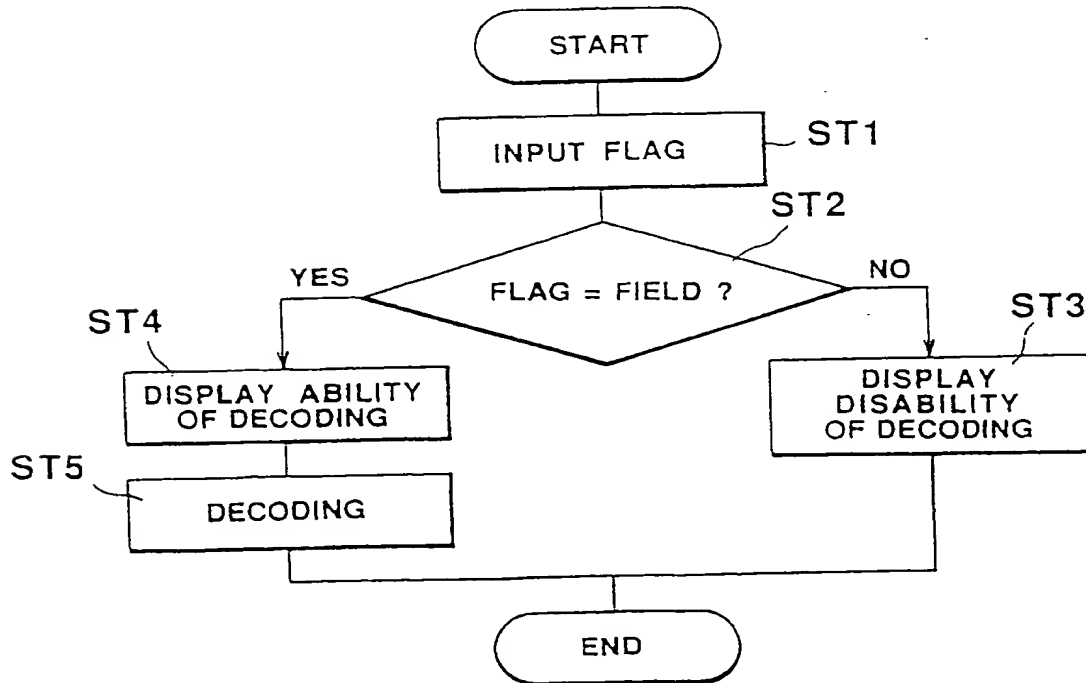 START
INPUT FLAG
ST1
ST2
FLAG = FIELD ?
YES
NO
ST4
ST3
DISPLAY ABILITY
OF DECODING
DISPLAY
DISABILITY
OF DECODING
ST5
DECODING
END